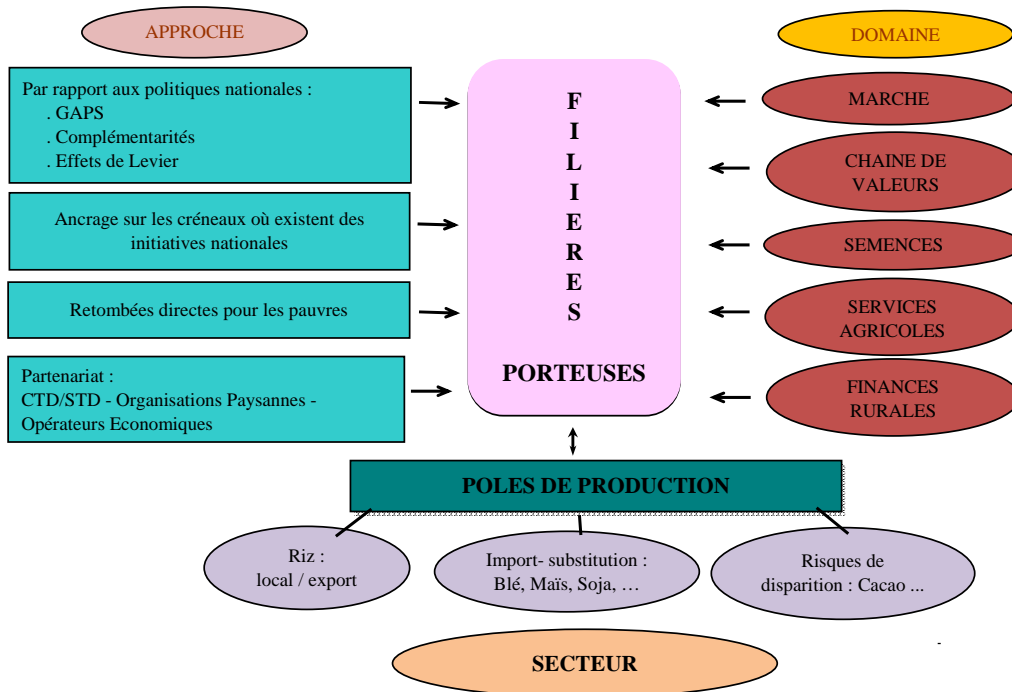 APPROCHE
Par rapport aux politiques nationales :
. GAPS
. Complémentarités
. Effets de Levier
Ancrage sur les créneaux où existent des
initiatives nationales
Retombées directes pour les pauvres
Partenariat :
CTD/STD - Organisations Paysannes -
Opérateurs Economiques
F
I
L
I
E
R
E
S
PORTEUSES
DOMAINE
MARCHE
CHAINE DE
VALEURS
SEMENCES
SERVICES
AGRICOLES
FINANCES
RURALES
POLES DE PRODUCTION
Riz :
local / export
Import- substitution :
Blé, Maïs, Soja, …
Risques de
disparition : Cacao ...
SECTEUR